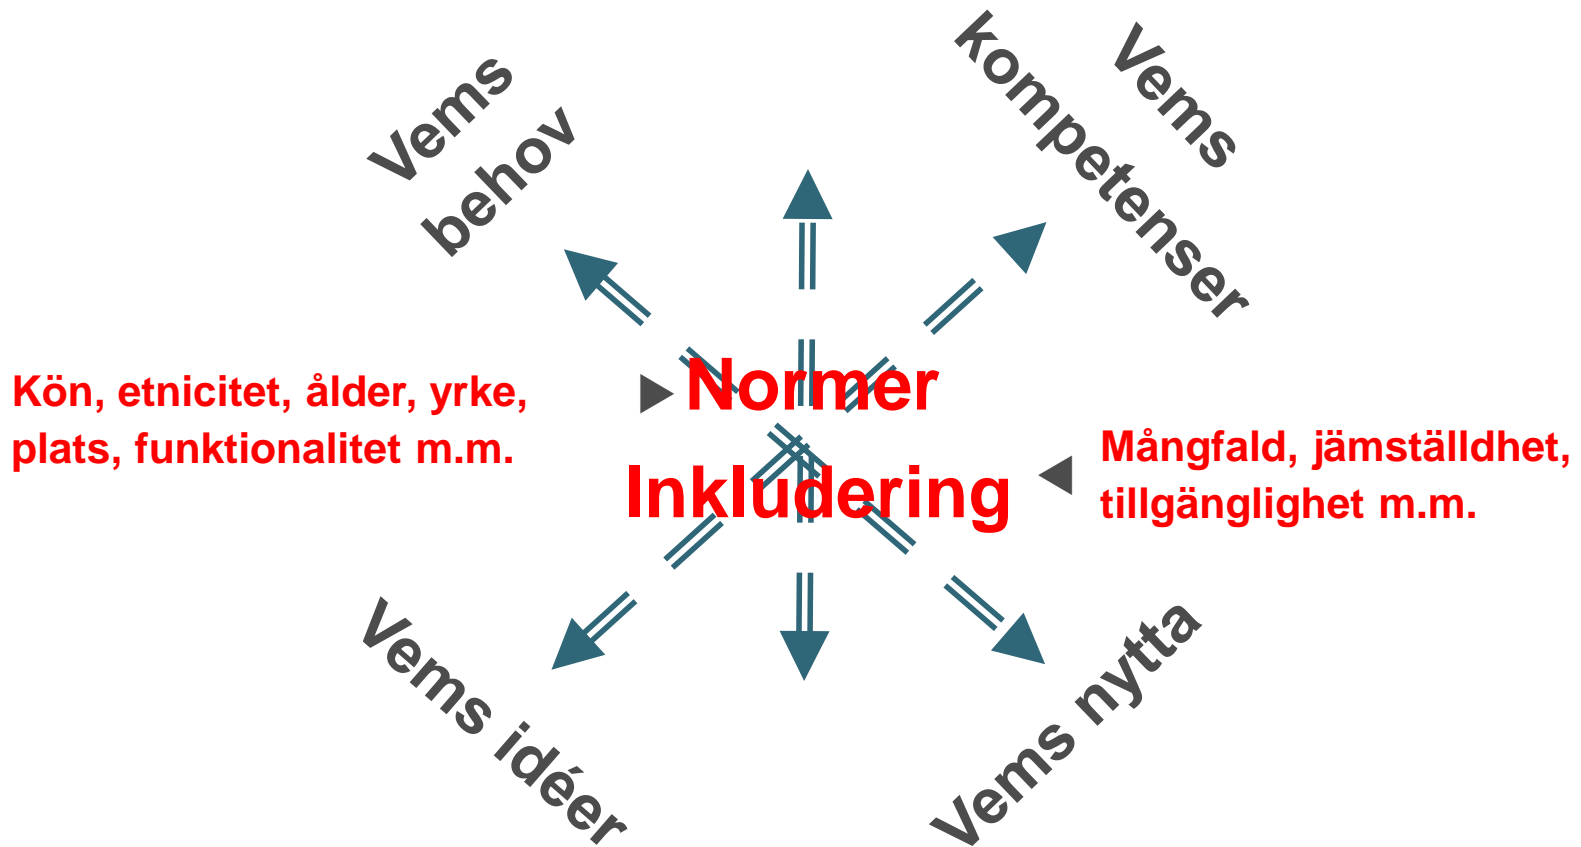 Vems
behov
Vems
kompetenser
Kön, etnicitet, ålder, yrke,
plats, funktionalitet m.m.
Normer
Inkludering
Mångfald, jämställdhet,
tillgänglighet m.m.
Vems idéer
Vems nytta